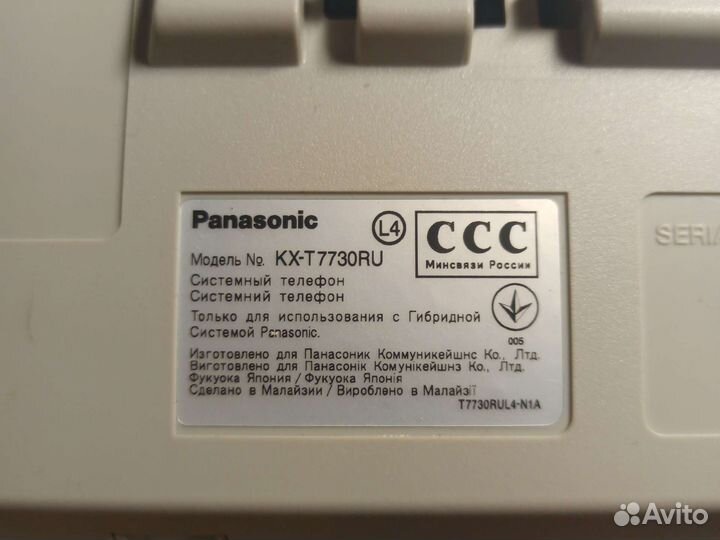 Panasonic
L4
CCC
Минсвязи России
Модель No. KX-T7730RU
Системный телефон
Системний телефон
Только для использования с Гибридной
Системой Panasonic.
005
Изготовлено для Панасоник Коммуникейшнс Ко., Лтд.
Виготовлено для Панасонік Комунікейшнз Ко., Лтд.
Фукуока Япония / Фукуока Японія
Сделано в Малайзии / Вироблено в Малайзії
T7730RUL4-N1A
SERIA
Avito